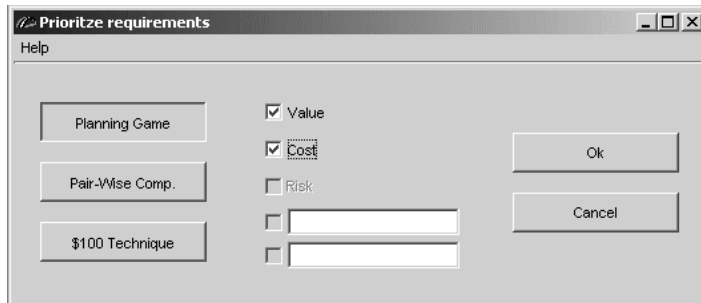 Prioritze requirements
Help
Planning Game
Pair-Wise Comp.
$100 Technique
Value
Cost
Risk
Ok
Cancel